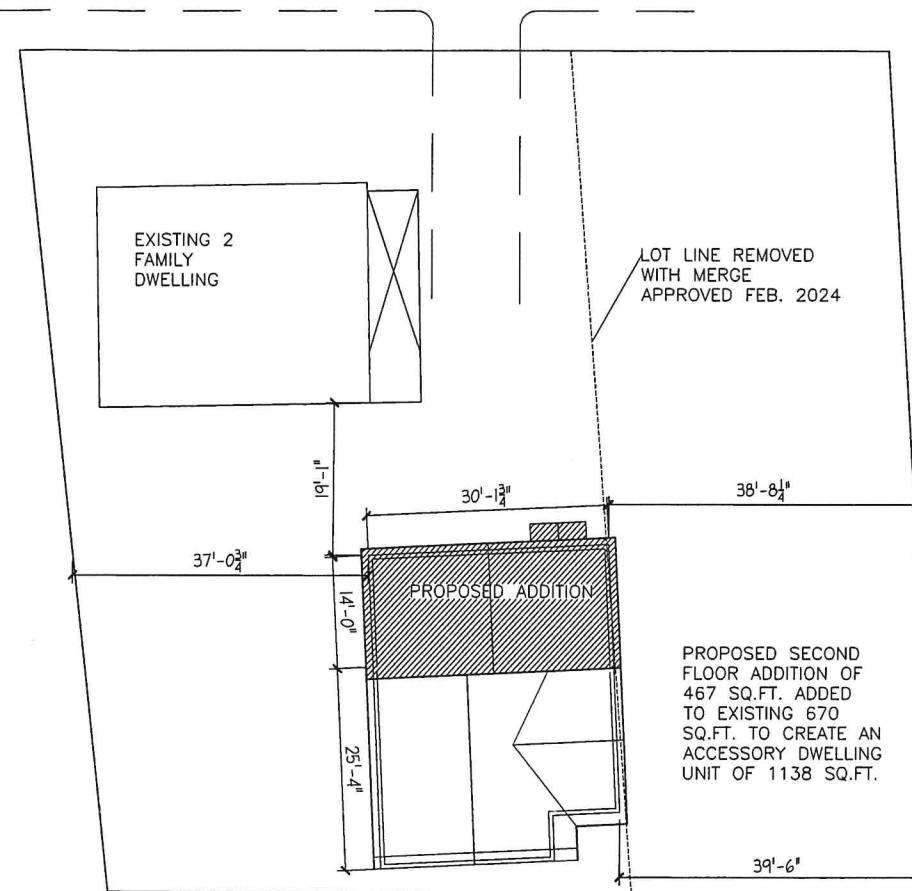 EXISTING 2
FAMILY
DWELLING
LOT LINE REMOVED
WITH MERGE
APPROVED FEB. 2024
19'-1"
30'-1¾"
38'-8¼"
37'-0¾"
14'-0"
PROPOSED ADDITION
25'-4"
PROPOSED SECOND
FLOOR ADDITION OF
467 SQ.FT. ADDED
TO EXISTING 670
SQ.FT. TO CREATE AN
ACCESSORY DWELLING
UNIT OF 1138 SQ.FT.
39'-6"